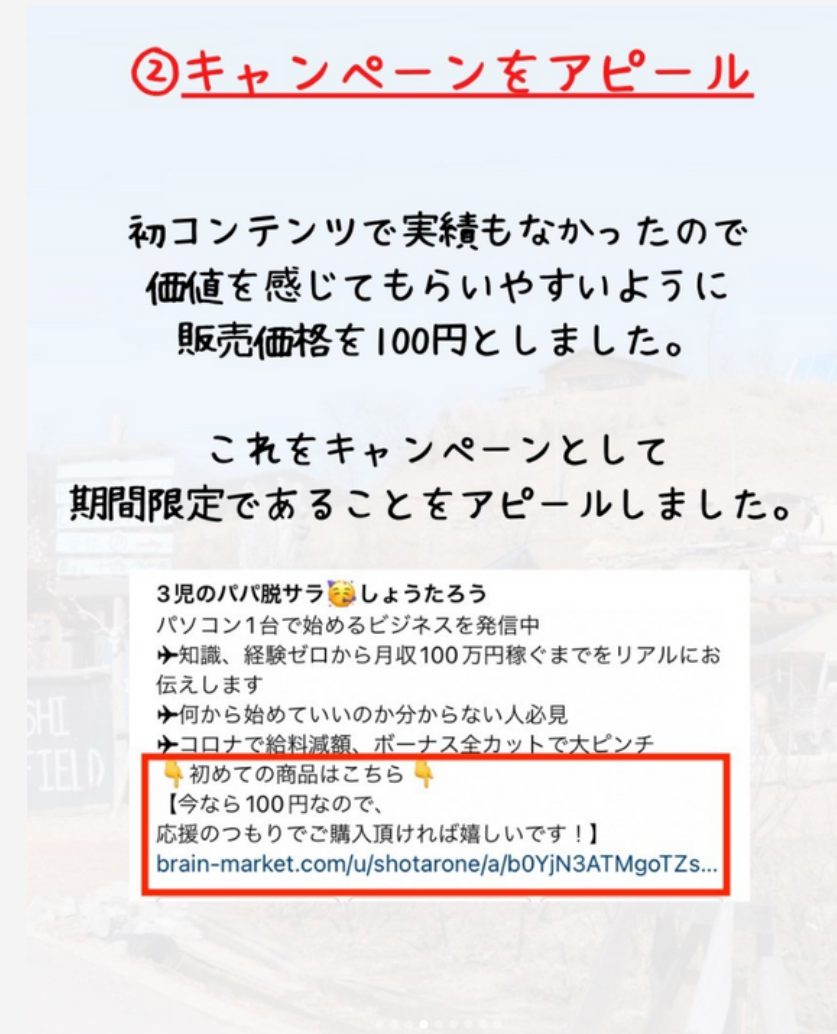 ②キャンペーンをアピール
初コンテンツで実績もなかったので
価値を感じてもらいやすいように
販売価格を100円としました。
これをキャンペーンとして
期間限定であることをアピールしました。
3児のパパ脱サラ🥳しょうたろう
パソコン1台で始めるビジネスを発信中
✈知識、経験ゼロから月収100万円稼ぐまでをリアルにお
伝えします
✈何から始めていいのか分からない人必見
✈コロナで給料減額、ボーナス全カットで大ピンチ
👇初めての商品はこちら👇
【今なら100円なので、
応援のつもりでご購入頂ければ嬉しいです！】
brain-market.com/u/shotarone/a/b0YjN3ATMgoTZs...
SHI
FIELD